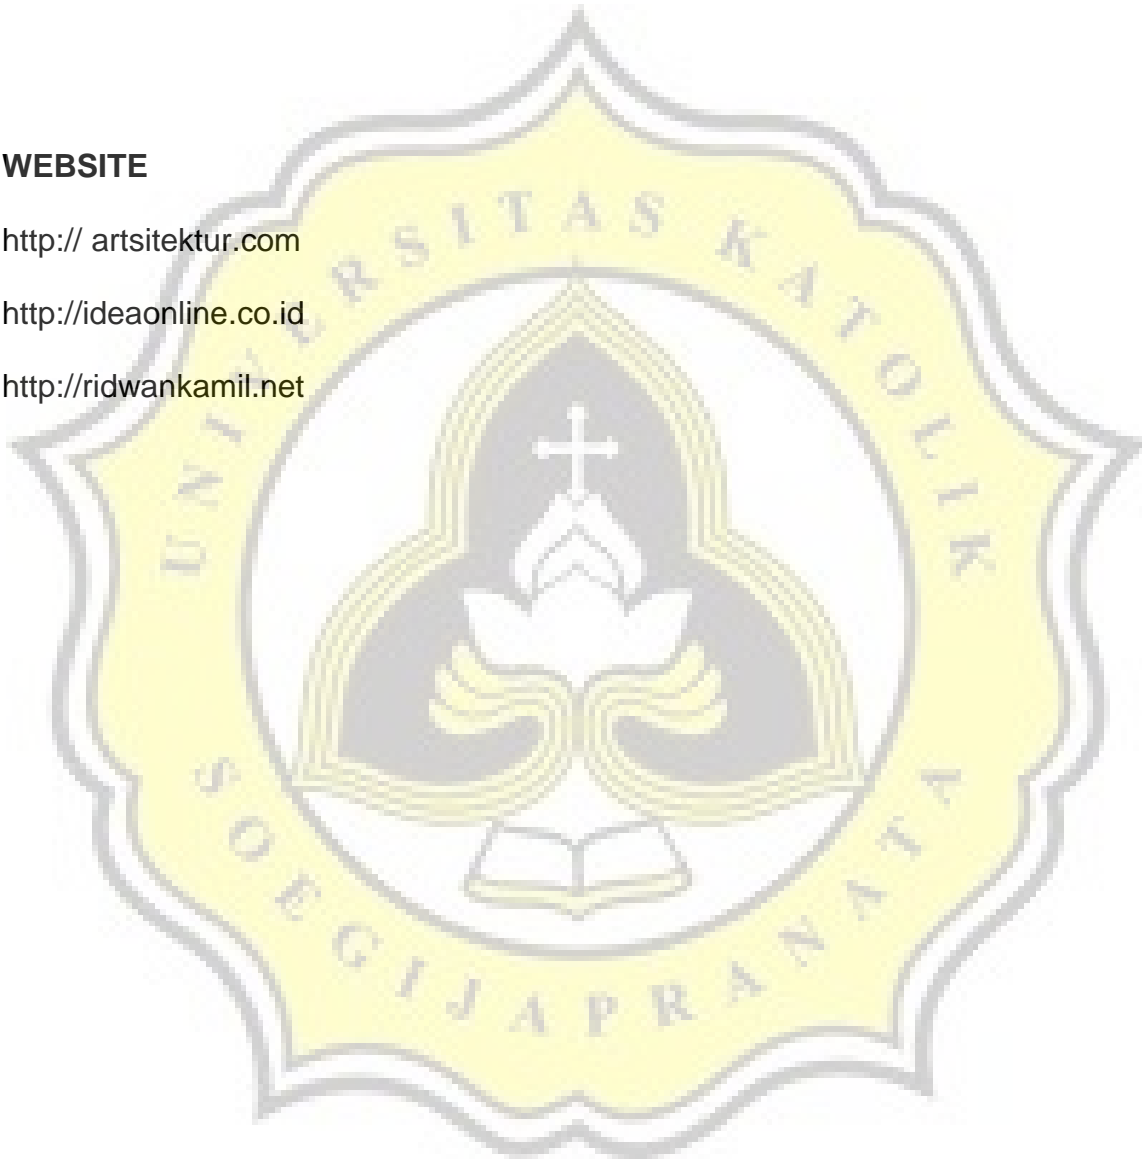 WEBSITE
http:// artsitektur.com
http://ideaonline.co.id
http://ridwankamil.net
UNIVERSITAS KATOLIK
SOEGIJAPRANATA